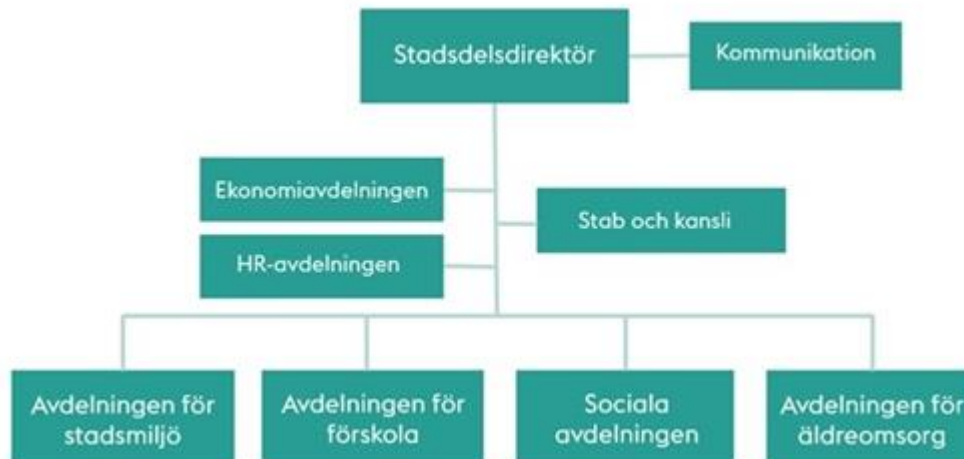 Stadsdelsdirektör
Kommunikation
Ekonomiavdelningen
Stab och kansli
HR-avdelningen
Avdelningen för
stadsmiljö
Avdelningen för
förskola
Sociala
avdelningen
Avdelningen för
äldreomsorg